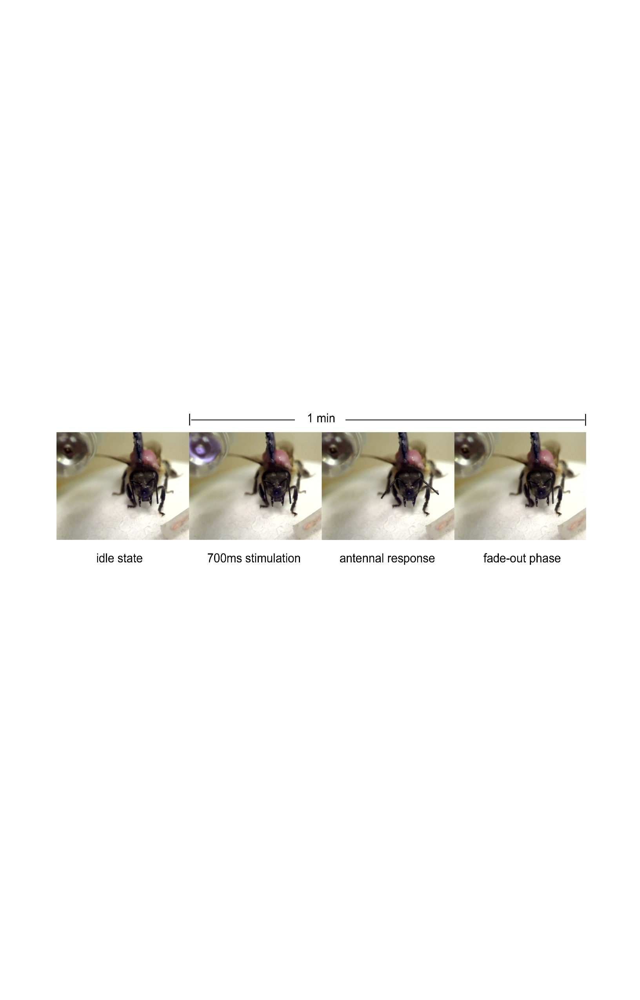 1 min
idle state
700ms stimulation
antennal response
fade-out phase